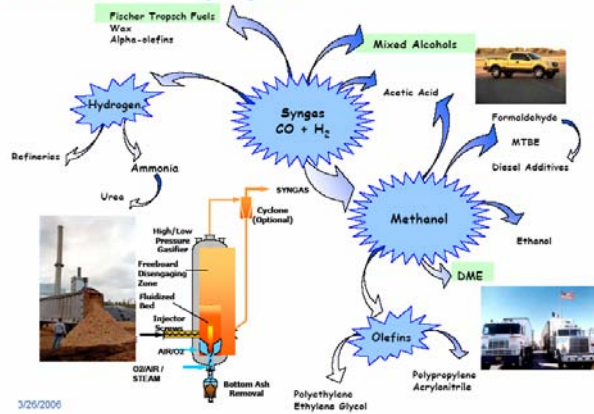 Fischer Tropsch Fuels
Wax
Alpha-olefins
Mixed Alcohols
Acetic Acid
Hydrogen
Syngas
CO + H₂
Formaldehyde
MTBE
Diesel Additives
Refineries
Ammonia
Urea
SYNGAS
Cyclone
(Optional)
Methanol
High/Low
Pressure
Gasifier
Ethanol
Freeboard
Disengaging
Zone
DME
Fluidized
Bed
Injector
Screws
Olefins
AIR/O2
O2/AIR /
STEAM
Bottom Ash
Removal
Polypropylene
Acrylonitrile
Polyethylene
Ethylene Glycol
3/26/2006